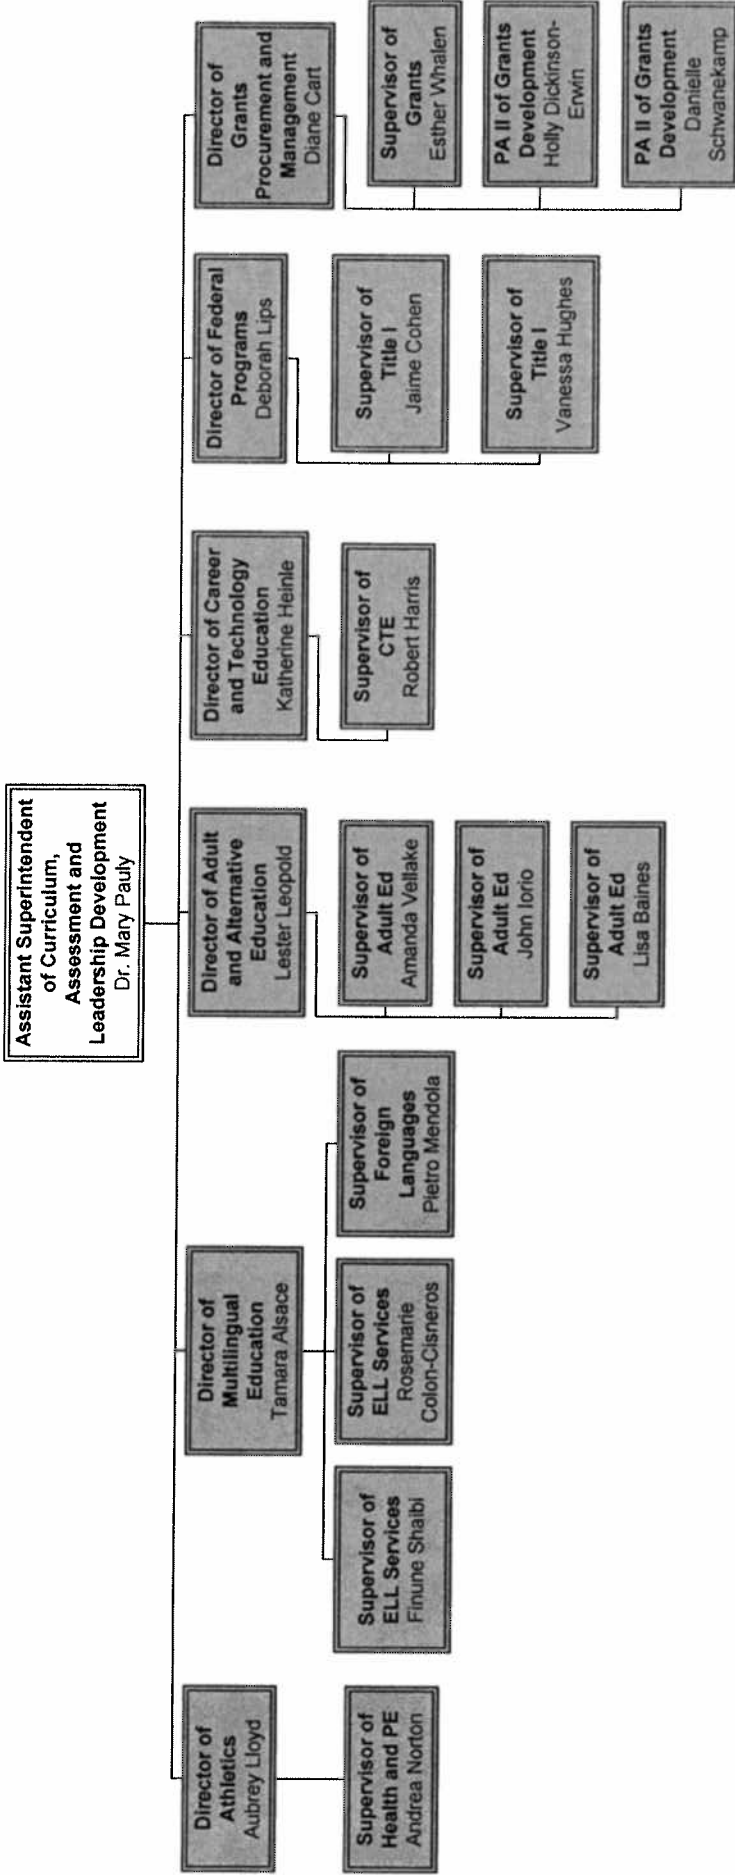 Assistant Superintendent
of Curriculum,
Assessment and
Leadership Development
Dr. Mary Pauly
Director of
Athletics
Aubrey Lloyd
Supervisor of
Health and PE
Andrea Norton
Director of
Multilingual
Education
Tamara Alsace
Supervisor of
ELL Services
Finune Shaibi
Supervisor of
ELL Services
Rosemarie
Colon-Cisneros
Supervisor of
Foreign
Languages
Pietro Mendola
Director of Adult
and Alternative
Education
Lester Leopold
Supervisor of
Adult Ed
Amanda Vellake
Supervisor of
Adult Ed
John Iorio
Supervisor of
Adult Ed
Lisa Baines
Director of Career
and Technology
Education
Katherine Heinle
Supervisor of
CTE
Robert Harris
Director of Federal
Programs
Deborah Lips
Supervisor of
Title I
Jaime Cohen
Supervisor of
Title I
Vanessa Hughes
Director of
Grants
Procurement and
Management
Diane Cart
Supervisor of
Grants
Esther Whalen
PA II of Grants
Development
Holly Dickinson-
Erwin
PA II of Grants
Development
Danielle
Schwanekamp